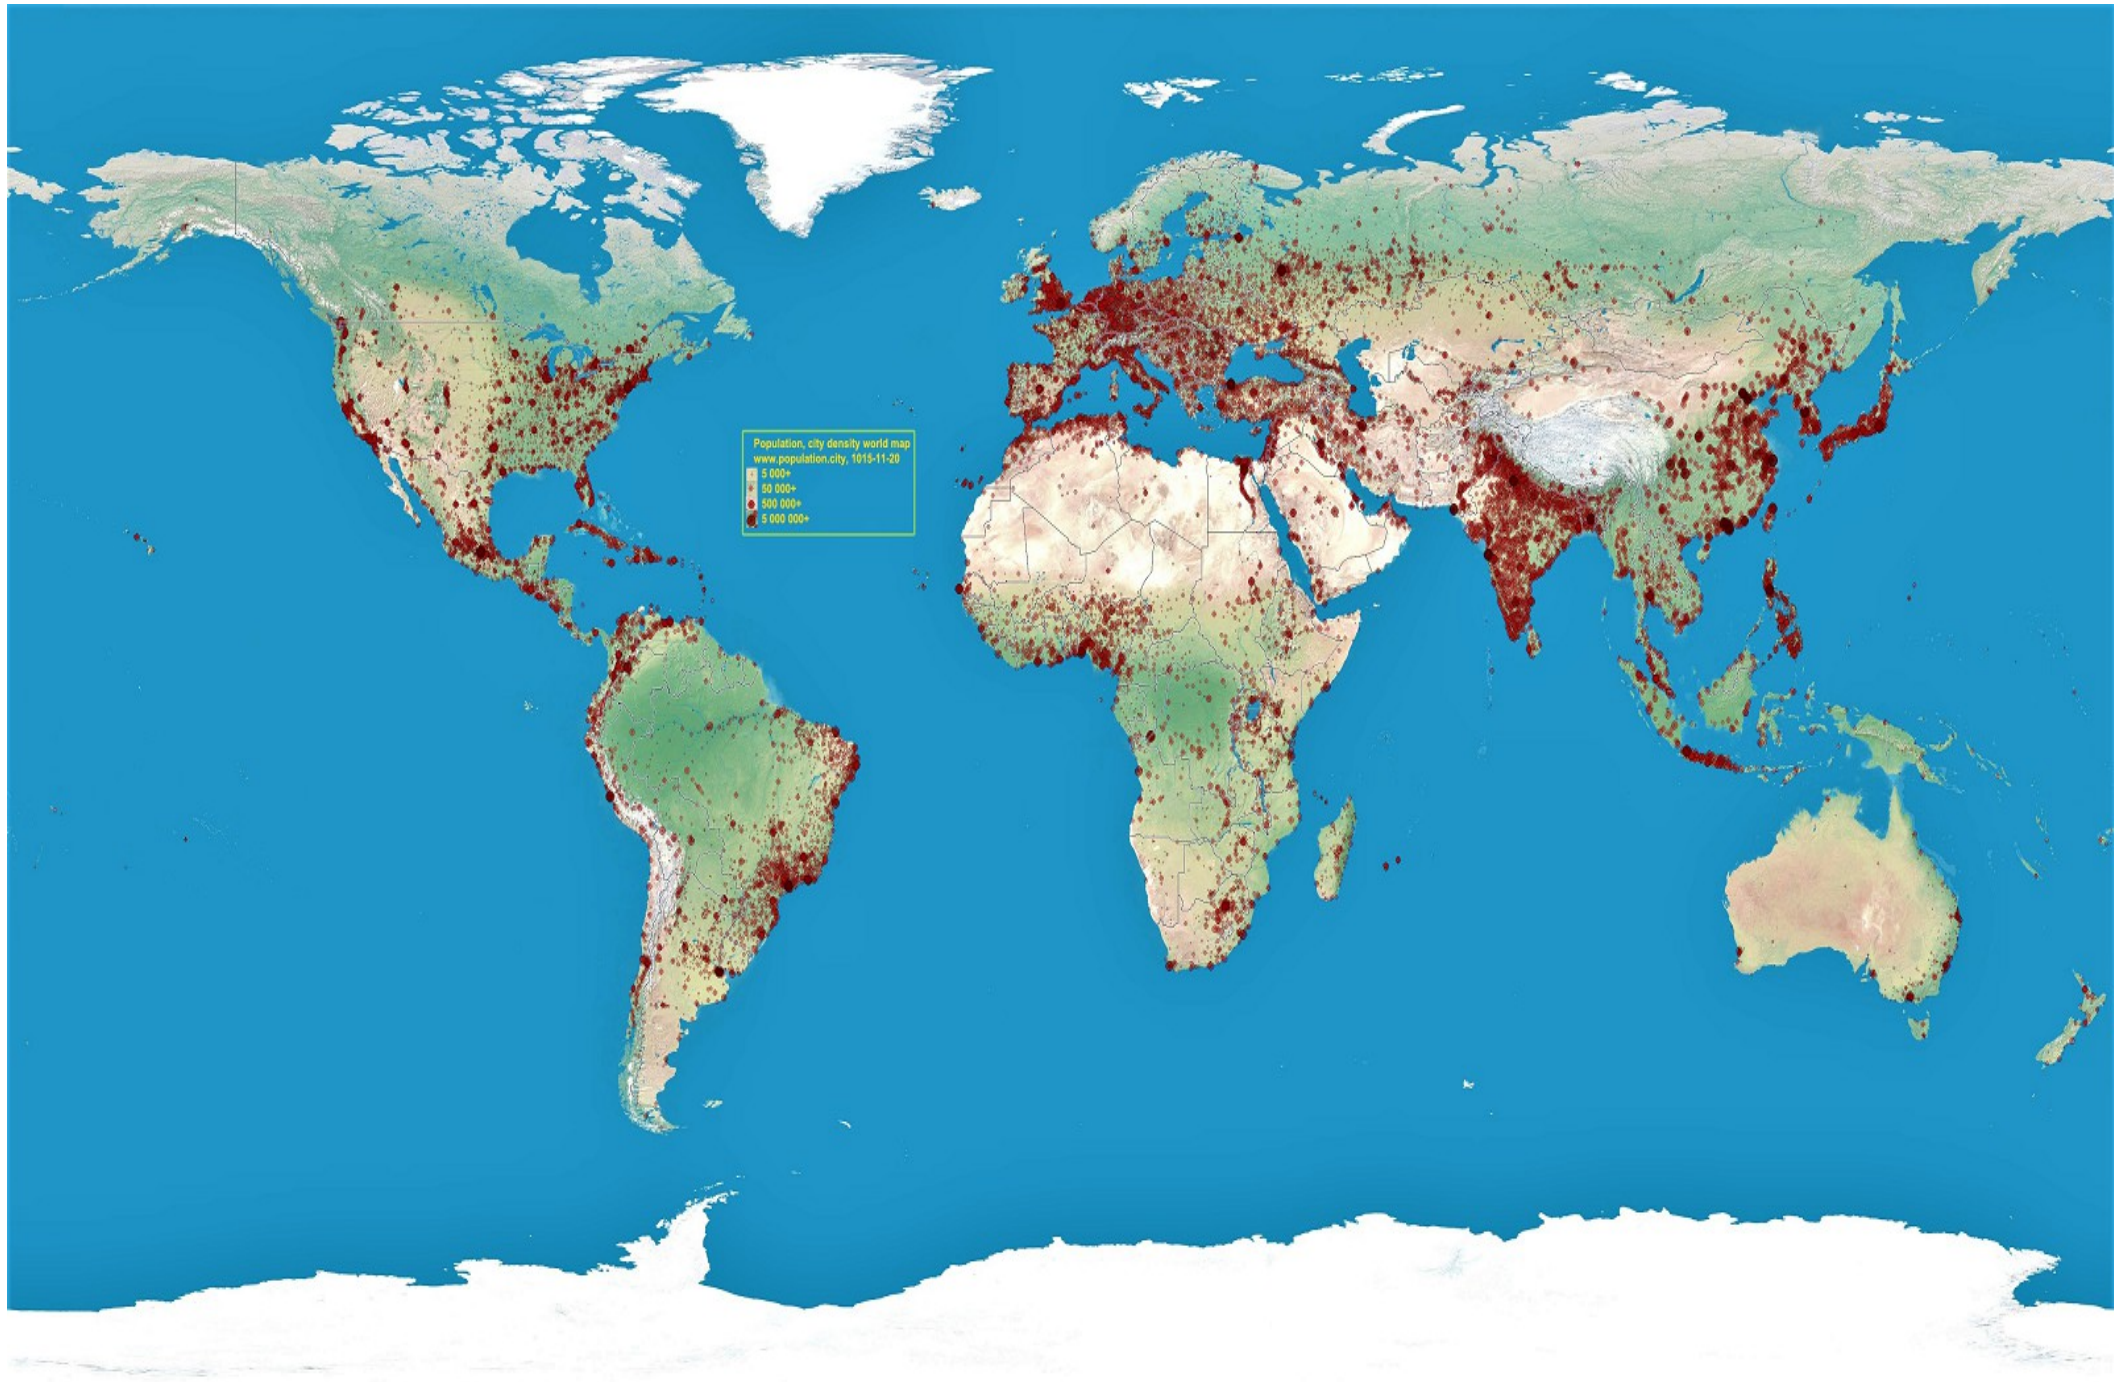 Population, city density world map
www.population.city, 1015-11-20
5 000+
50 000+
500 000+
5 000 000+